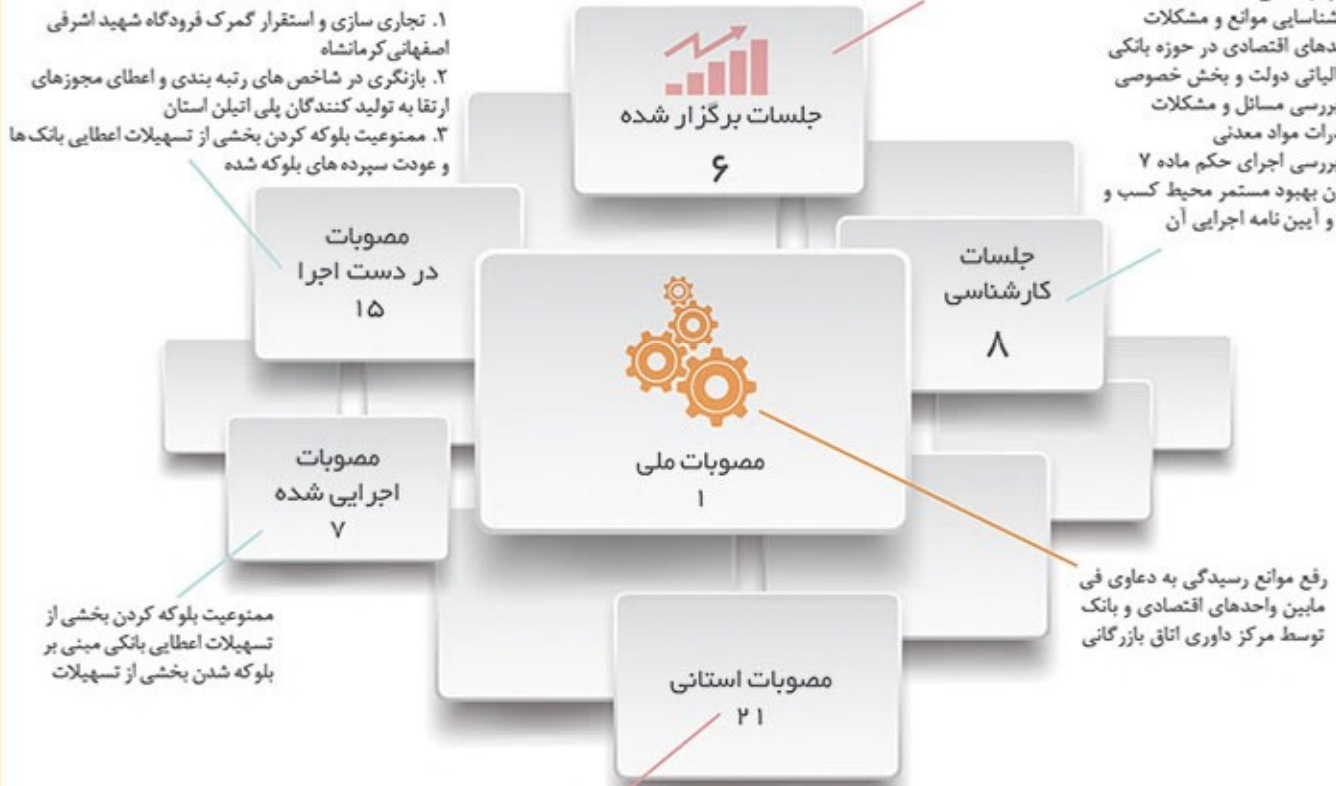 ۱. تجاری سازی و استقرار گمرک فرودگاه شهید اشرفی
اصفهانی کرمانشاه
۲. بازنگری در شاخص های رتبه بندی و اعطای مجوزهای
ارتقا به تولید کنندگان پلی اتیلن استان
۳. ممنوعیت بلوکه کردن بخشی از تسهیلات اعطایی بانک ها
و عودت سپرده های بلوکه شده
جلسات برگزار شده
۶
شناسایی موانع و مشکلات
اقتصادی در حوزه بانکی
دولت و بخش خصوصی
بررسی مسائل و مشکلات
مواد معدنی
بررسی اجرای حکم ماده ۷
بهبود مستمر محیط کسب و
و آیین نامه اجرایی آن
مصوبات
در دست اجرا
۱۵
جلسات
کارشناسی
۸
مصوبات ملی
۱
مصوبات
اجرایی شده
۷
رفع موانع رسیدگی به دعاوی فی
مابین واحدهای اقتصادی و بانک
توسط مرکز داوری اتاق بازرگانی
ممنوعیت بلوکه کردن بخشی از
تسهیلات اعطایی بانکی مبنی بر
بلوکه شدن بخشی از تسهیلات
مصوبات استانی
۲۱